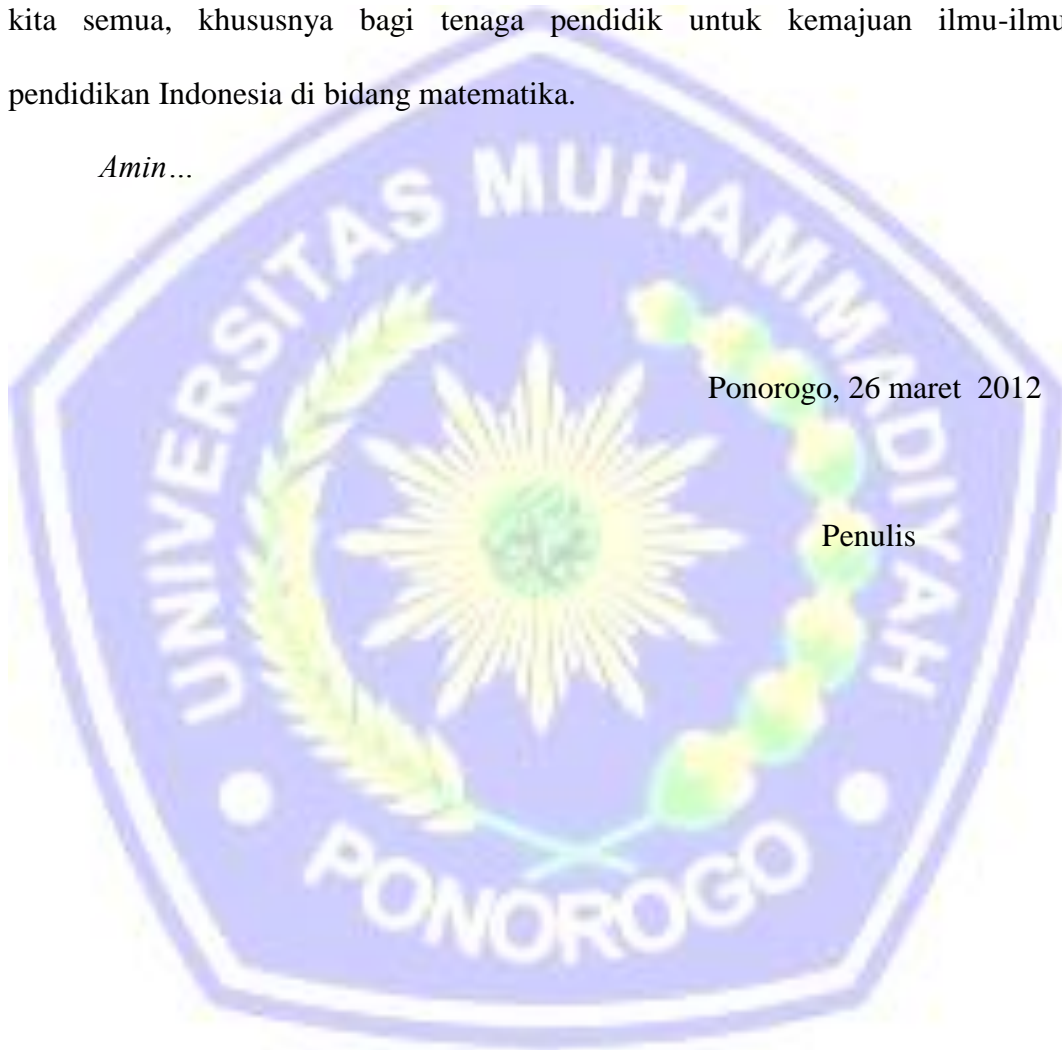 kita semua, khususnya bagi tenaga pendidik untuk kemajuan ilmu-ilmu
pendidikan Indonesia di bidang matematika.
Amin…
UNIVERSITAS MUHAMMADIYAH
Ponorogo, 26 maret 2012
Penulis
PONOROGO